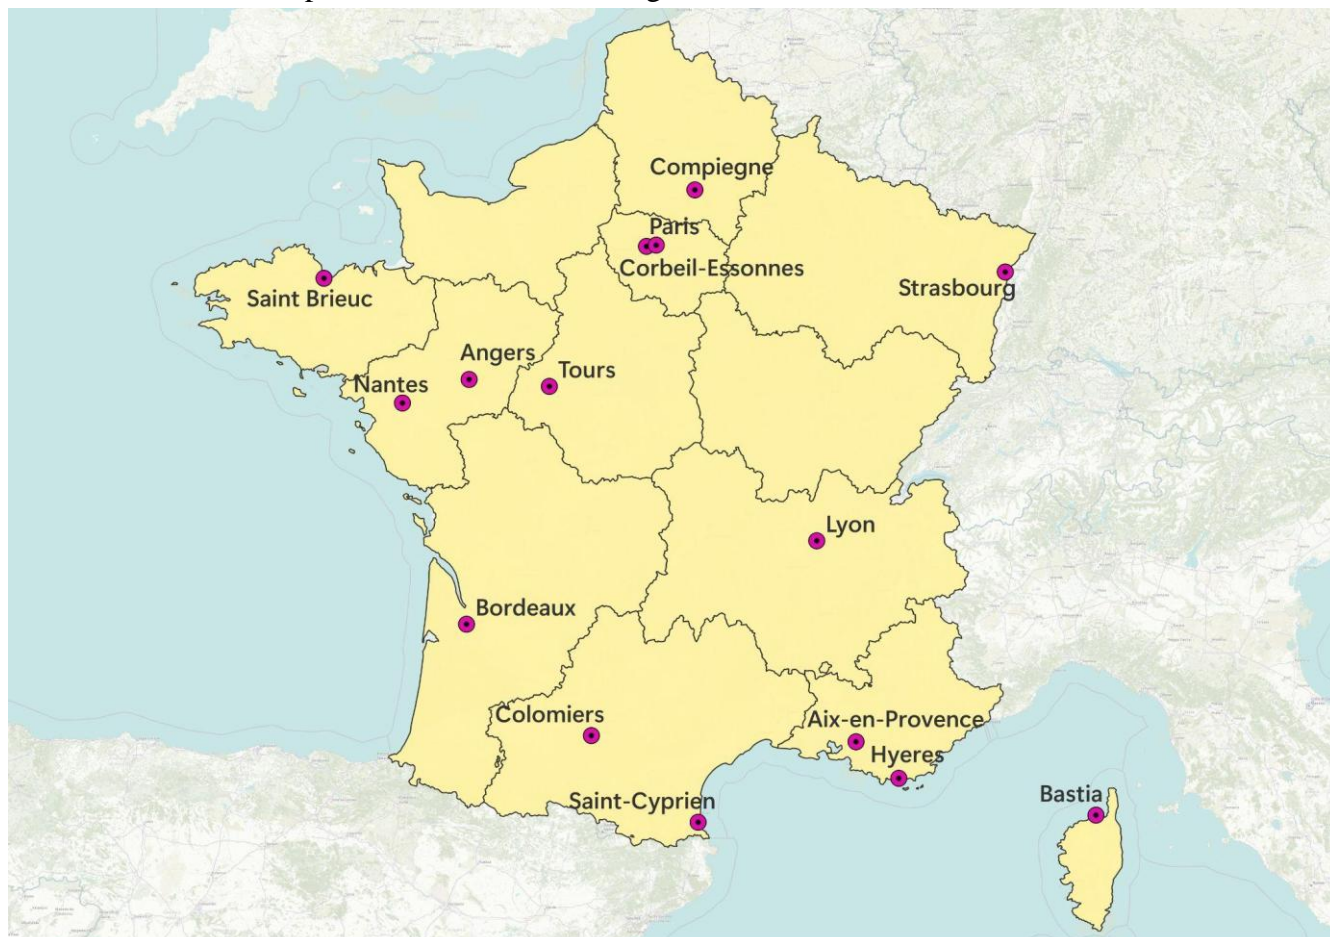 Compiegne
Paris
Corbeil-Essonnes
Strasbourg
Saint Brieuc
Angers
Tours
Nantes
Lyon
Bordeaux
Colomiers
Aix-en-Provence
Hyeres
Saint-Cyprien
Bastia